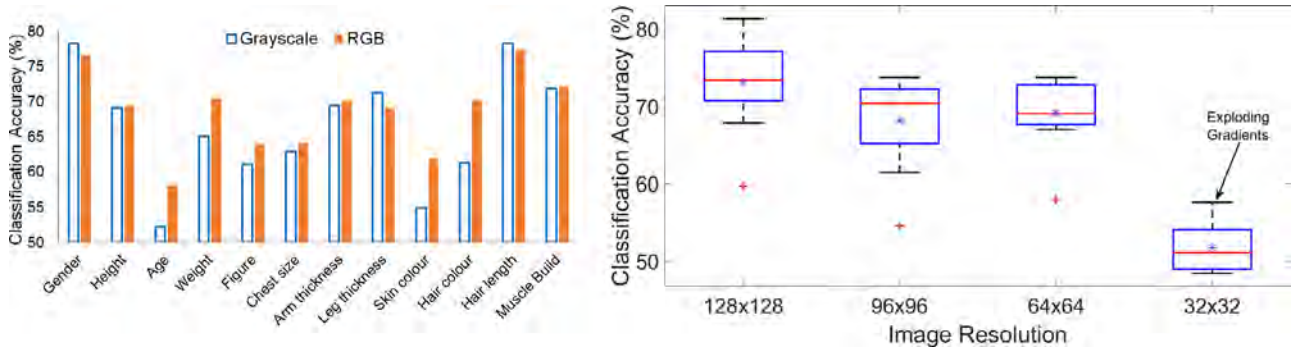 Classification Accuracy (%)
80
75
70
65
60
55
50
Grayscale
RGB
Gender
Height
Age
Weight
Figure
Chest size
Arm thickness
Leg thickness
Skin colour
Hair colour
Hair length
Muscle Build
Classification Accuracy (%)
80
70
60
50
Exploding
Gradients
128x128
96x96
64x64
32x32
Image Resolution